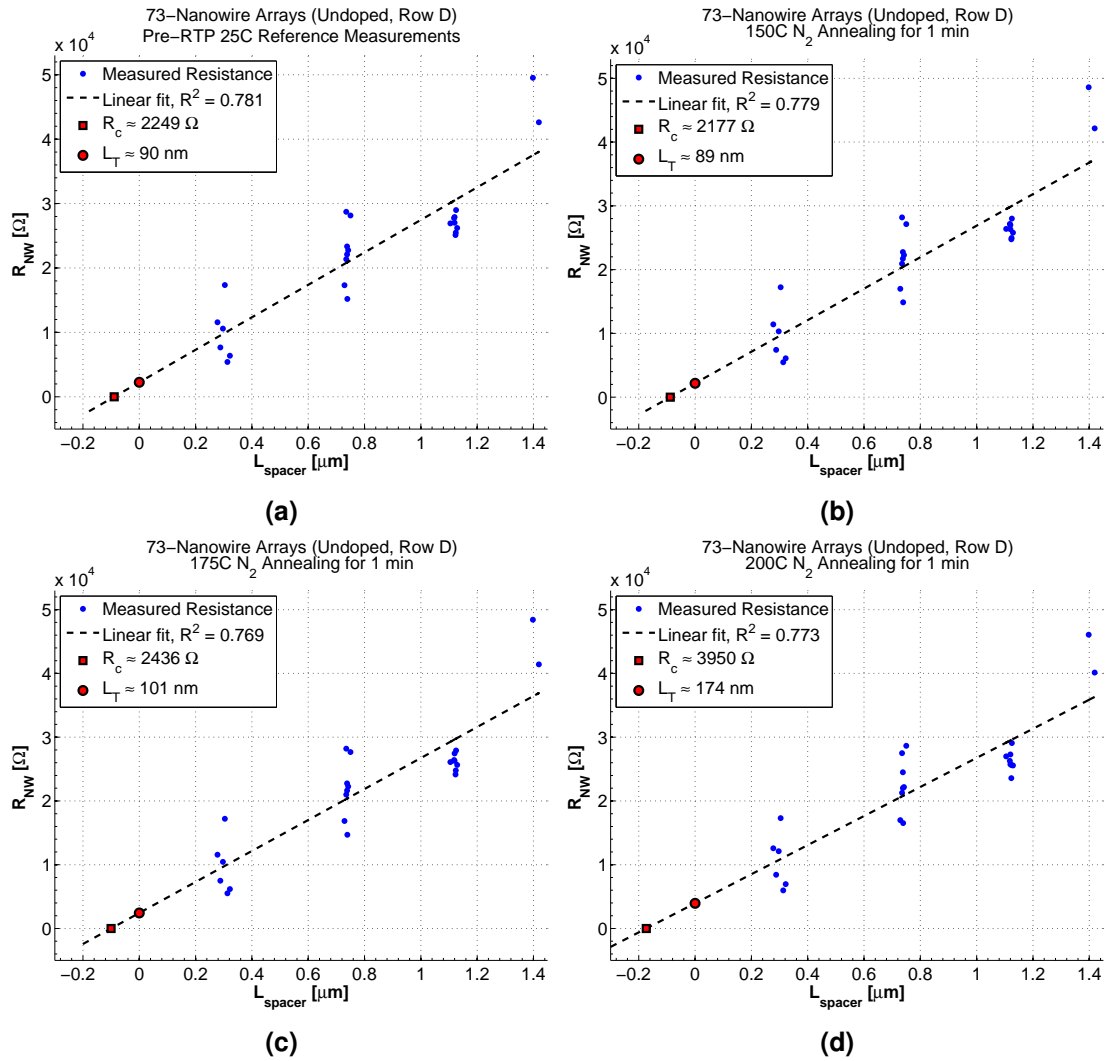 73−Nanowire Arrays (Undoped, Row D)
Pre−RTP 25C Reference Measurements
x 10^4
Measured Resistance
Linear fit, R^2 = 0.781
R_c ≈ 2249 Ω
L_T ≈ 90 nm
5
4
3
2
1
0
R_NW [Ω]
−0.2 0 0.2 0.4 0.6 0.8 1 1.2 1.4
L_spacer [μm]
(a)
73−Nanowire Arrays (Undoped, Row D)
150C N_2 Annealing for 1 min
x 10^4
Measured Resistance
Linear fit, R^2 = 0.779
R_c ≈ 2177 Ω
L_T ≈ 89 nm
5
4
3
2
1
0
R_NW [Ω]
−0.2 0 0.2 0.4 0.6 0.8 1 1.2 1.4
L_spacer [μm]
(b)
73−Nanowire Arrays (Undoped, Row D)
175C N_2 Annealing for 1 min
x 10^4
Measured Resistance
Linear fit, R^2 = 0.769
R_c ≈ 2436 Ω
L_T ≈ 101 nm
5
4
3
2
1
0
R_NW [Ω]
−0.2 0 0.2 0.4 0.6 0.8 1 1.2 1.4
L_spacer [μm]
(c)
73−Nanowire Arrays (Undoped, Row D)
200C N_2 Annealing for 1 min
x 10^4
Measured Resistance
Linear fit, R^2 = 0.773
R_c ≈ 3950 Ω
L_T ≈ 174 nm
5
4
3
2
1
0
R_NW [Ω]
−0.2 0 0.2 0.4 0.6 0.8 1 1.2 1.4
L_spacer [μm]
(d)